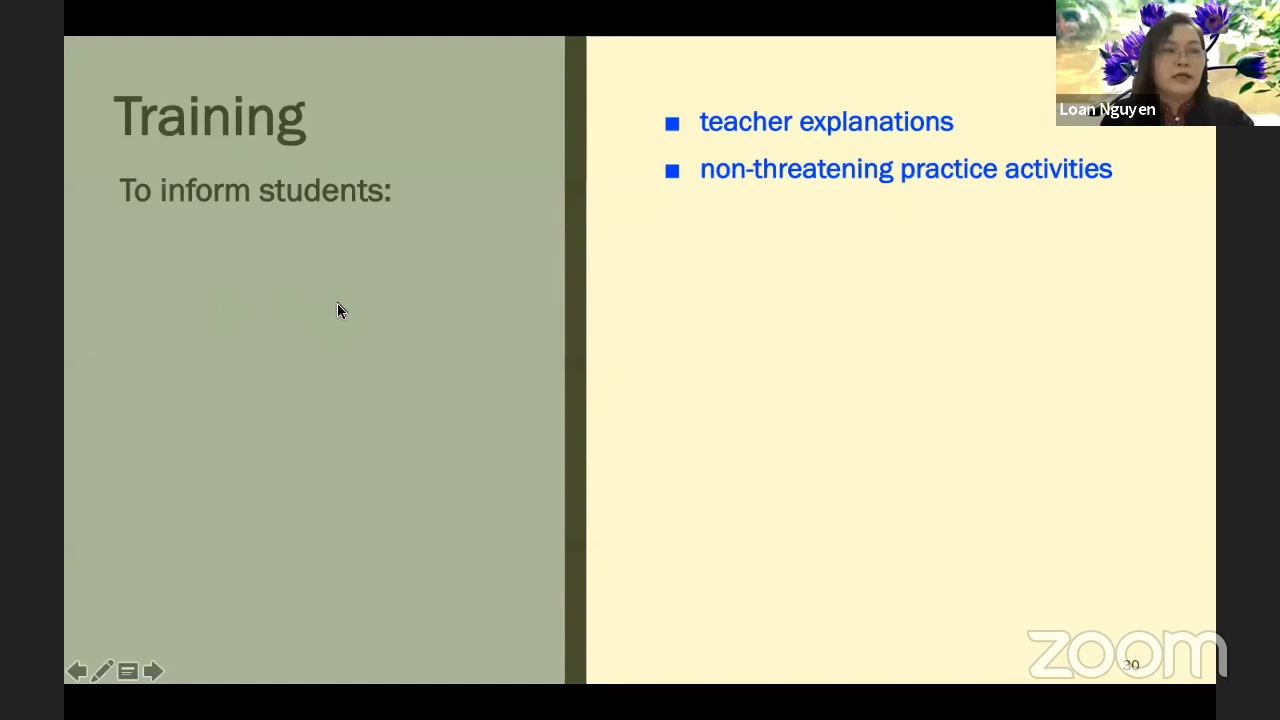 Training
To inform students:
■ teacher explanations
■ non-threatening practice activities
Loan Nguyen
30
zoom